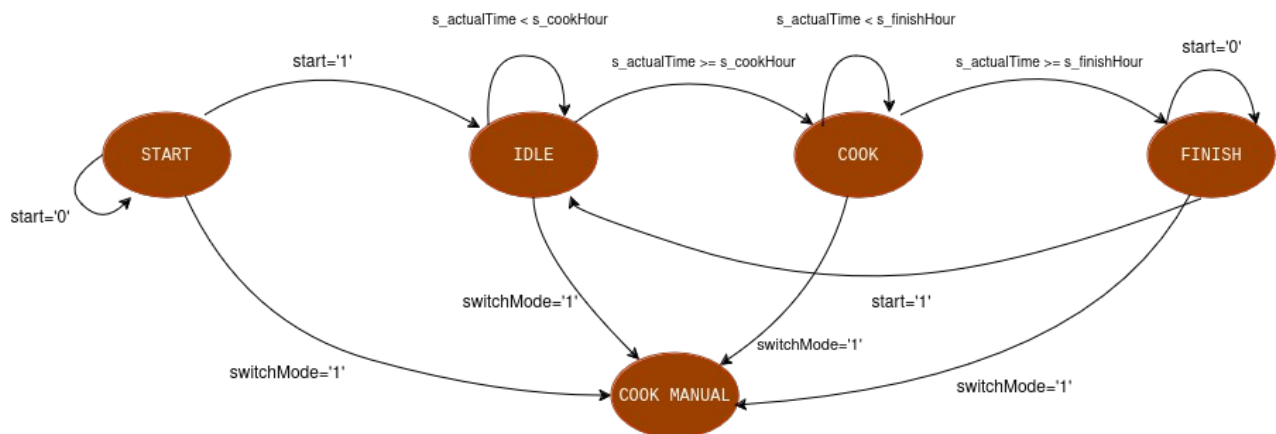 s_actualTime < s_cookHour
s_actualTime < s_finishHour
start='1'
s_actualTime >= s_cookHour
s_actualTime >= s_finishHour
start='0'
START
IDLE
COOK
FINISH
start='0'
switchMode='1'
start='1'
switchMode='1'
switchMode='1'
switchMode='1'
COOK MANUAL